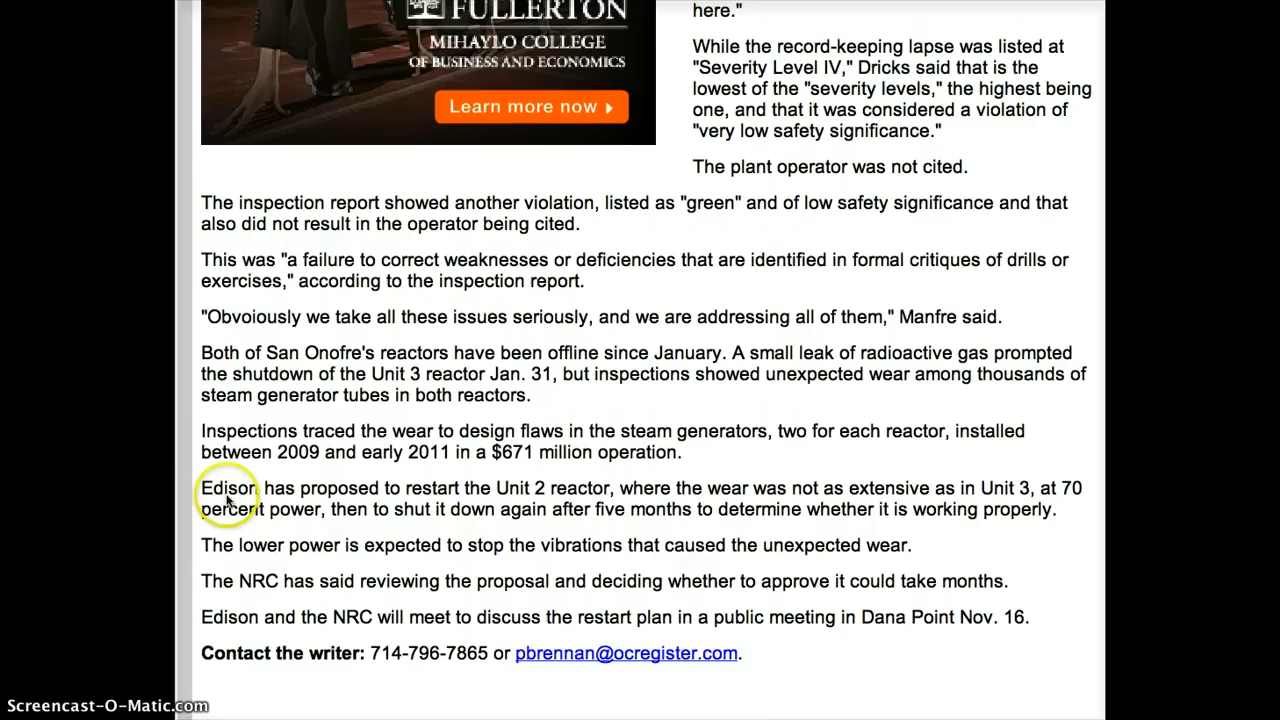 FULLERTON
MIHAYLO COLLEGE
OF BUSINESS AND ECONOMICS
Learn more now
here."
While the record-keeping lapse was listed at
"Severity Level IV," Dricks said that is the
lowest of the "severity levels," the highest being
one, and that it was considered a violation of
"very low safety significance."
The plant operator was not cited.
The inspection report showed another violation, listed as "green" and of low safety significance and that
also did not result in the operator being cited.
This was "a failure to correct weaknesses or deficiencies that are identified in formal critiques of drills or
exercises," according to the inspection report.
"Obvoiously we take all these issues seriously, and we are addressing all of them," Manfre said.
Both of San Onofre's reactors have been offline since January. A small leak of radioactive gas prompted
the shutdown of the Unit 3 reactor Jan. 31, but inspections showed unexpected wear among thousands of
steam generator tubes in both reactors.
Inspections traced the wear to design flaws in the steam generators, two for each reactor, installed
between 2009 and early 2011 in a $671 million operation.
Edison has proposed to restart the Unit 2 reactor, where the wear was not as extensive as in Unit 3, at 70
percent power, then to shut it down again after five months to determine whether it is working properly.
The lower power is expected to stop the vibrations that caused the unexpected wear.
The NRC has said reviewing the proposal and deciding whether to approve it could take months.
Edison and the NRC will meet to discuss the restart plan in a public meeting in Dana Point Nov. 16.
Contact the writer: 714-796-7865 or pbrennan@ocregister.com.
Screencast-O-Matic.com